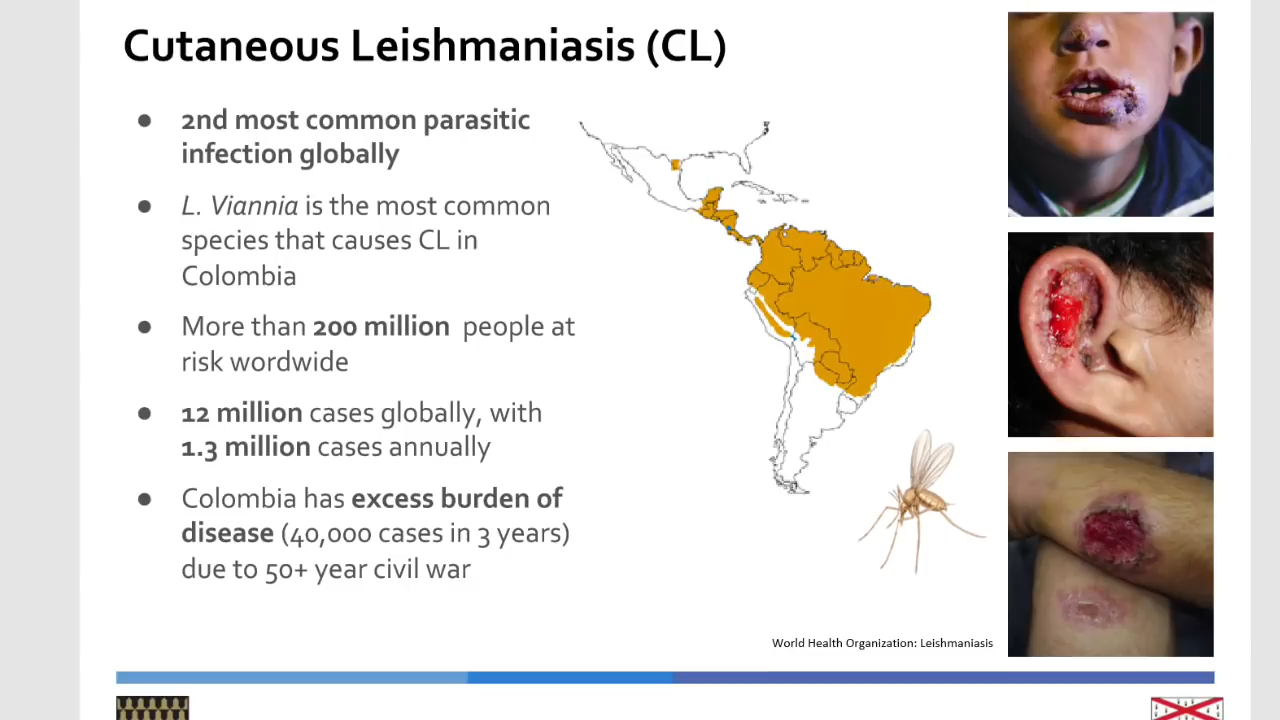 Cutaneous Leishmaniasis (CL)
● 2nd most common parasitic
infection globally
● L. Viannia is the most common
species that causes CL in
Colombia
● More than 200 million people at
risk wordwide
● 12 million cases globally, with
1.3 million cases annually
● Colombia has excess burden of
disease (40,000 cases in 3 years)
due to 50+ year civil war
World Health Organization: Leishmaniasis